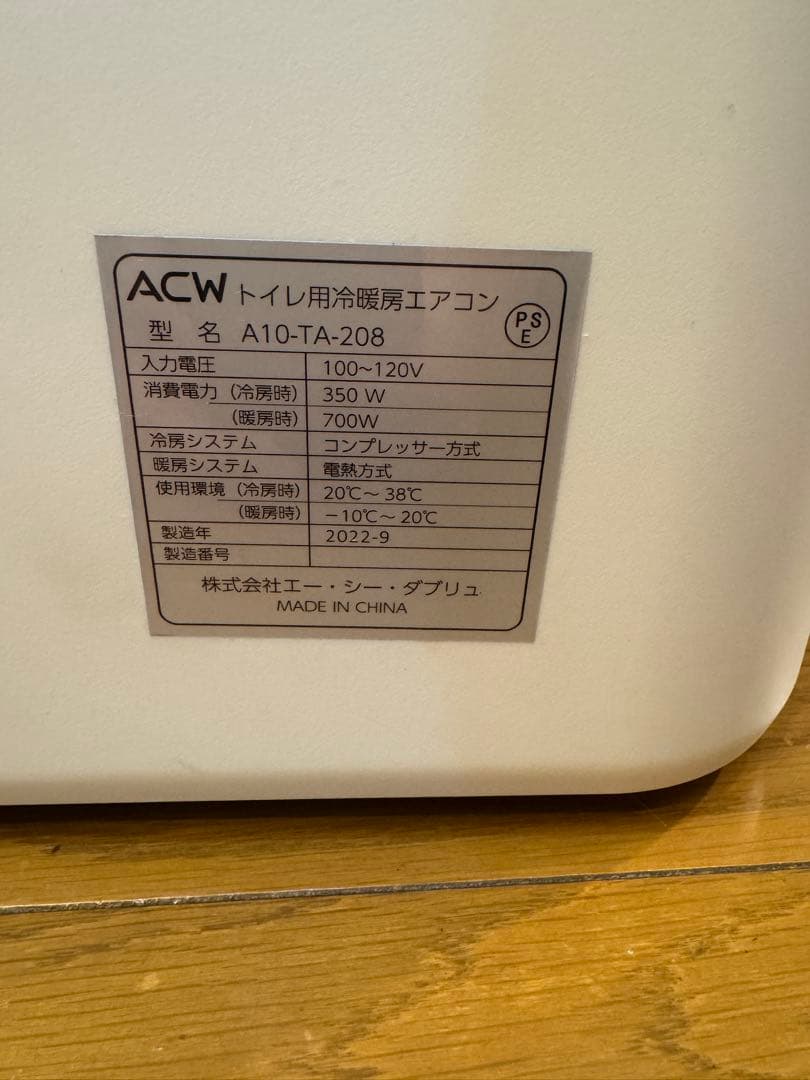 ACW トイレ用冷暖房エアコン
型 名 A10-TA-208
PS
E
入力電圧 100~120V
消費電力 (冷房時) 350 W
(暖房時) 700W
冷房システム コンプレッサー方式
暖房システム 電熱方式
使用環境 (冷房時) 20℃~ 38℃
(暖房時) -10℃~ 20℃
製造年 2022-9
製造番号
株式会社エー・シー・ダブリュ
MADE IN CHINA